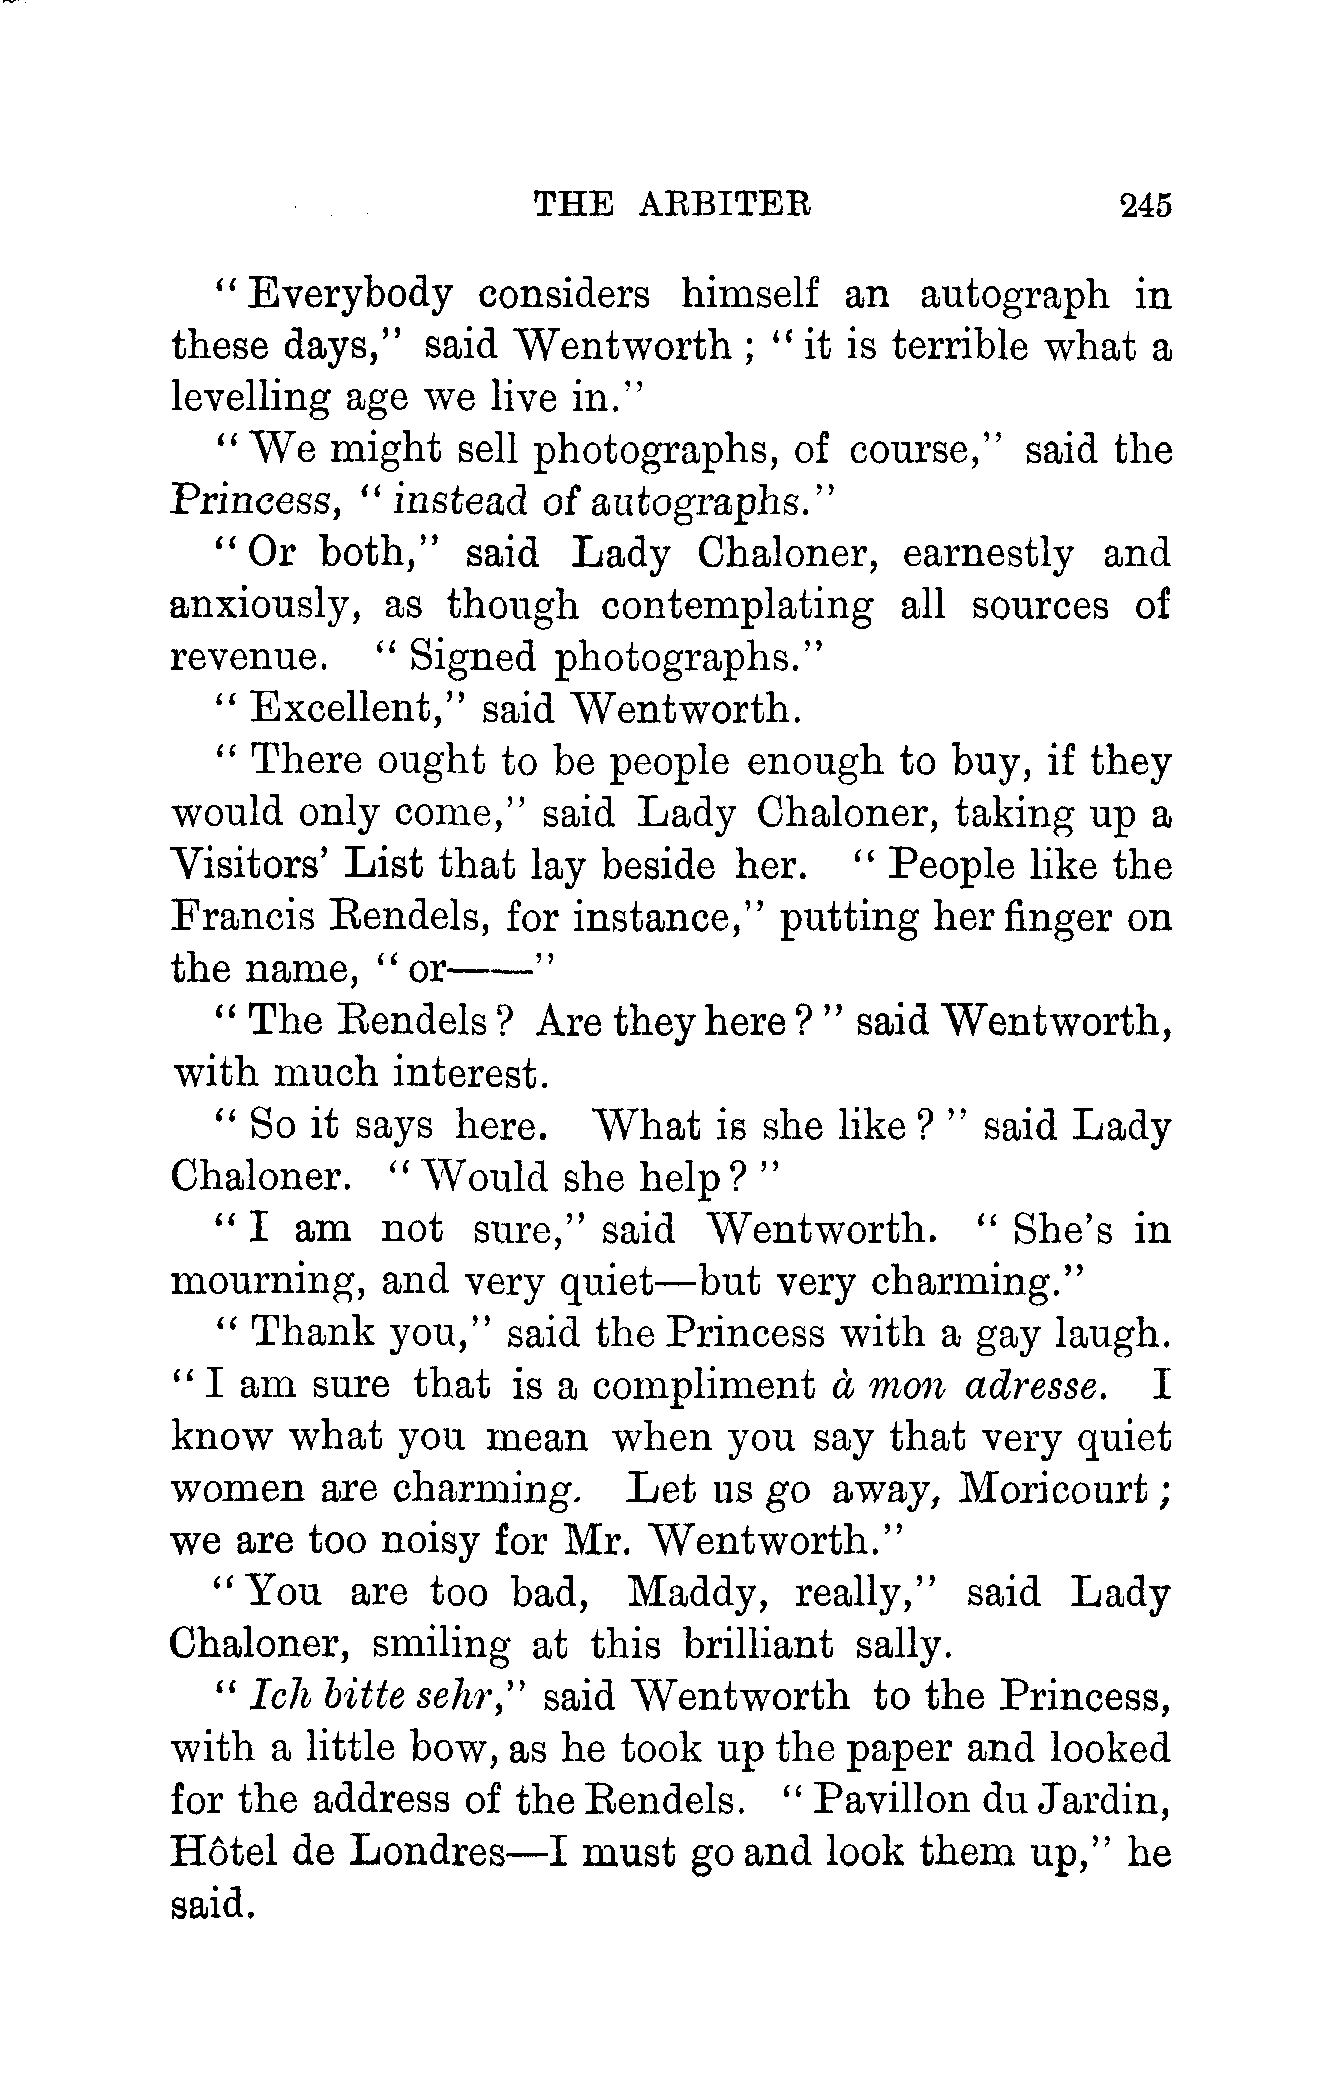 THE ARBITER 245
“Everybody considers himself an autograph in
these days,” said Wentworth; “it is terrible what a
levelling age we live in.”
“We might sell photographs, of course,” said the
Princess, “instead of autographs.”
“Or both,” said Lady Chaloner, earnestly and
anxiously, as though contemplating all sources of
revenue. “Signed photographs.”
“Excellent,” said Wentworth.
“There ought to be people enough to buy, if they
would only come,” said Lady Chaloner, taking up a
Visitors’ List that lay beside her. “People like the
Francis Rendels, for instance,” putting her finger on
the name, “or——”
“The Rendels? Are they here?” said Wentworth,
with much interest.
“So it says here. What is she like?” said Lady
Chaloner. “Would she help?”
“I am not sure,” said Wentworth. “She’s in
mourning, and very quiet—but very charming.”
“Thank you,” said the Princess with a gay laugh.
“I am sure that is a compliment à mon adresse. I
know what you mean when you say that very quiet
women are charming. Let us go away, Moricourt;
we are too noisy for Mr. Wentworth.”
“You are too bad, Maddy, really,” said Lady
Chaloner, smiling at this brilliant sally.
“Ich bitte sehr,” said Wentworth to the Princess,
with a little bow, as he took up the paper and looked
for the address of the Rendels. “Pavillon du Jardin,
Hôtel de Londres—I must go and look them up,” he
said.